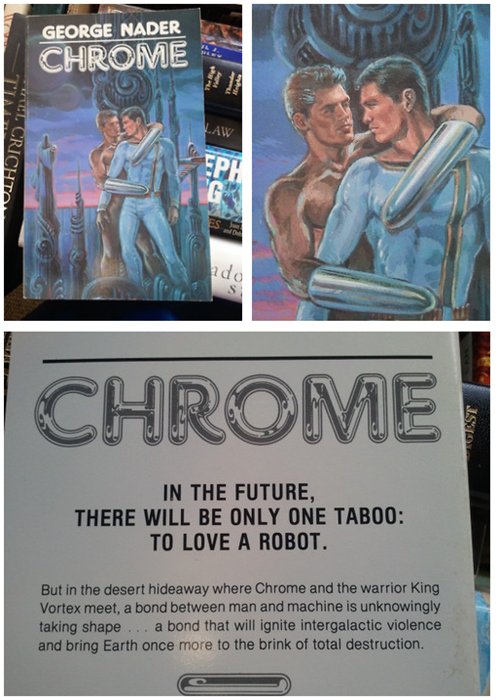 GEORGE NADER
CHROME
CRICHTON
LAW
CHROME
IN THE FUTURE,
THERE WILL BE ONLY ONE TABOO:
TO LOVE A ROBOT.
But in the desert hideaway where Chrome and the warrior King
Vortex meet, a bond between man and machine is unknowingly
taking shape . . . a bond that will ignite intergalactic violence
and bring Earth once more to the brink of total destruction.